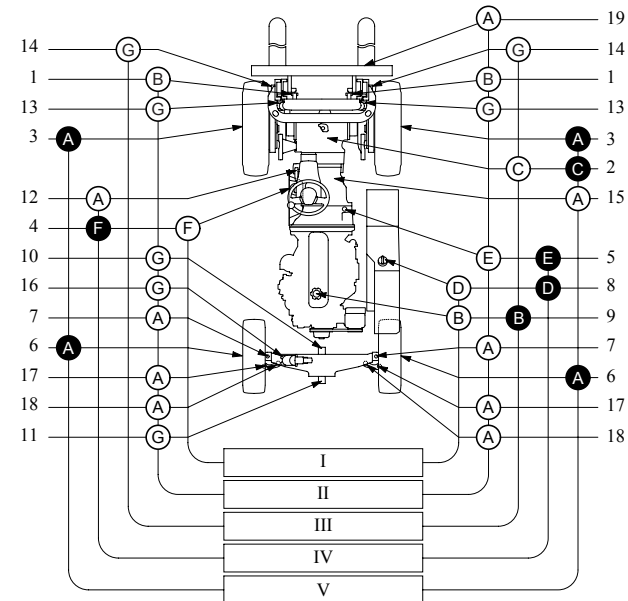 A 19
14 G G 14
1 B B 1
13 G G 13
3 A A 3
C C 2
12 A A 15
4 F F
10 G E E 5
16 G D D 8
7 A B B 9
6 A A 7
17 A A 6
18 A A 17
11 G A 18
I
II
III
IV
V